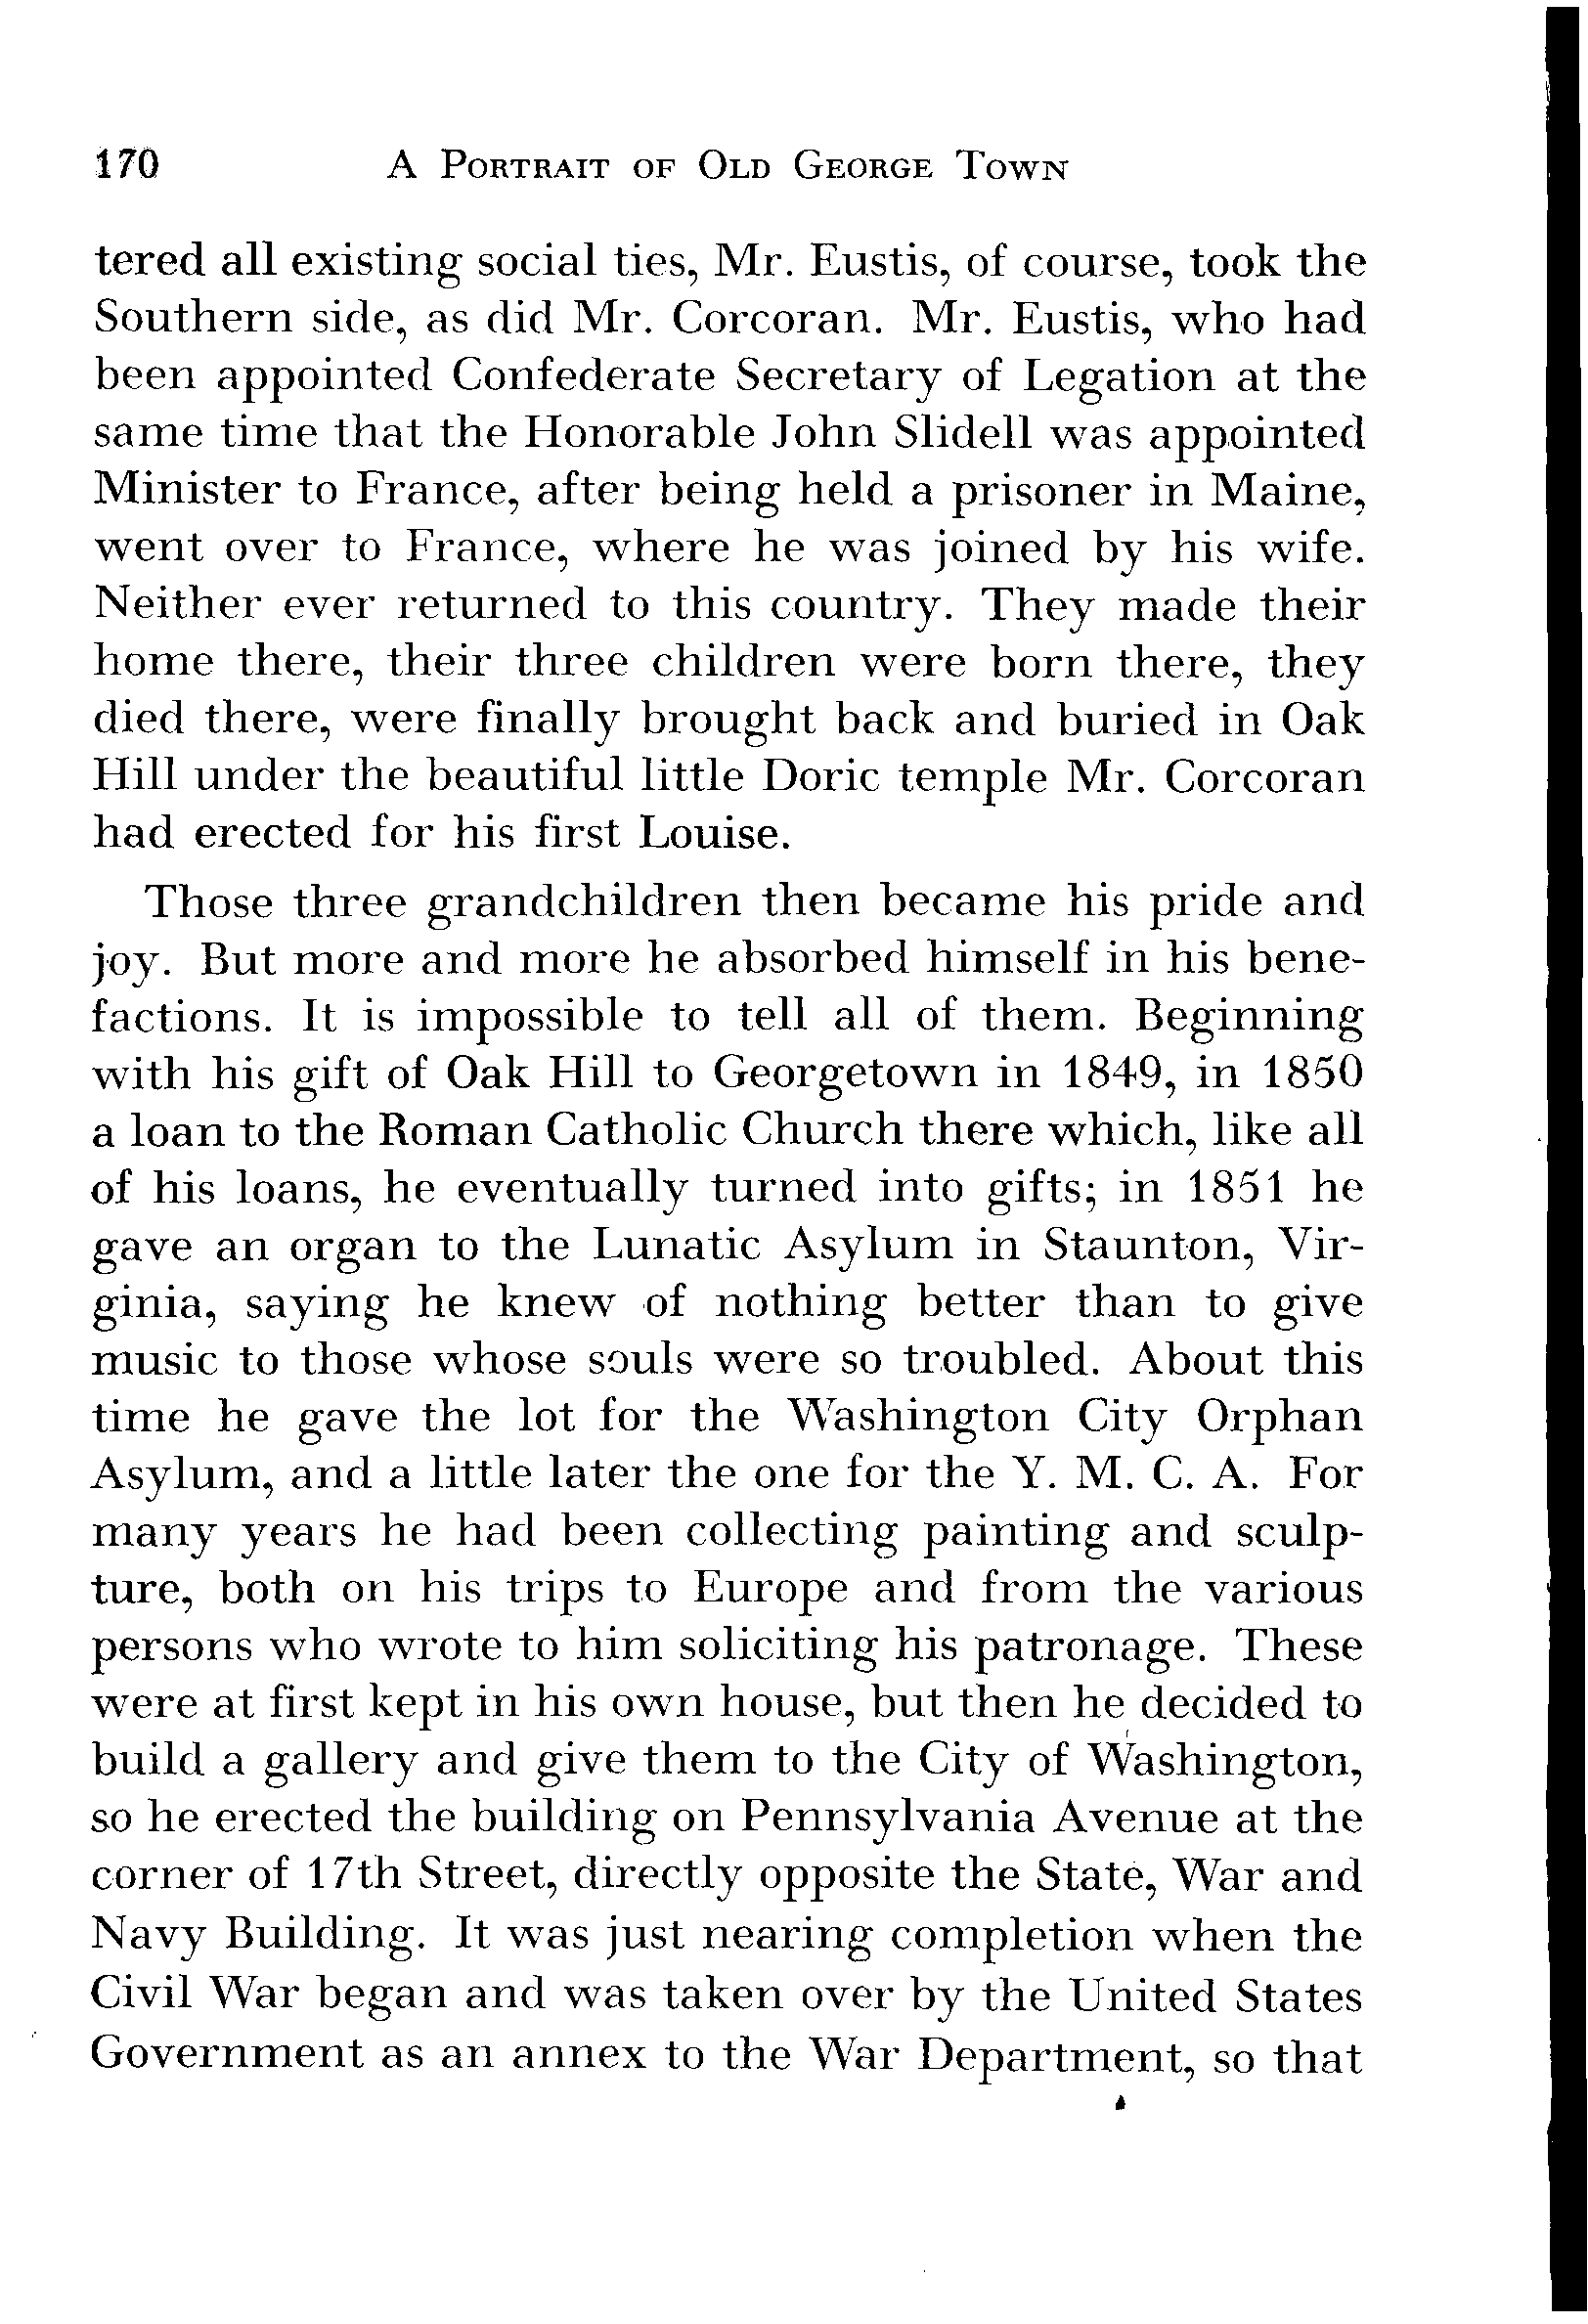 170 A Portrait of Old George Town
tered all existing social ties, Mr. Eustis, of course, took the
Southern side, as did Mr. Corcoran. Mr. Eustis, who had
been appointed Confederate Secretary of Legation at the
same time that the Honorable John Slidell was appointed
Minister to France, after being held a prisoner in Maine,
went over to France, where he was joined by his wife.
Neither ever returned to this country. They made their
home there, their three children were born there, they
died there, were finally brought back and buried in Oak
Hill under the beautiful little Doric temple Mr. Corcoran
had erected for his first Louise.
Those three grandchildren then became his pride and
joy. But more and more he absorbed himself in his bene-
factions. It is impossible to tell all of them. Beginning
with his gift of Oak Hill to Georgetown in 1849, in 1850
a loan to the Roman Catholic Church there which, like all
of his loans, he eventually turned into gifts; in 1851 he
gave an organ to the Lunatic Asylum in Staunton, Vir-
ginia, saying he knew of nothing better than to give
music to those whose souls were so troubled. About this
time he gave the lot for the Washington City Orphan
Asylum, and a little later the one for the Y. M. C. A. For
many years he had been collecting painting and sculp-
ture, both on his trips to Europe and from the various
persons who wrote to him soliciting his patronage. These
were at first kept in his own house, but then he decided to
build a gallery and give them to the City of Washington,
so he erected the building on Pennsylvania Avenue at the
corner of 17th Street, directly opposite the State, War and
Navy Building. It was just nearing completion when the
Civil War began and was taken over by the United States
Government as an annex to the War Department, so that